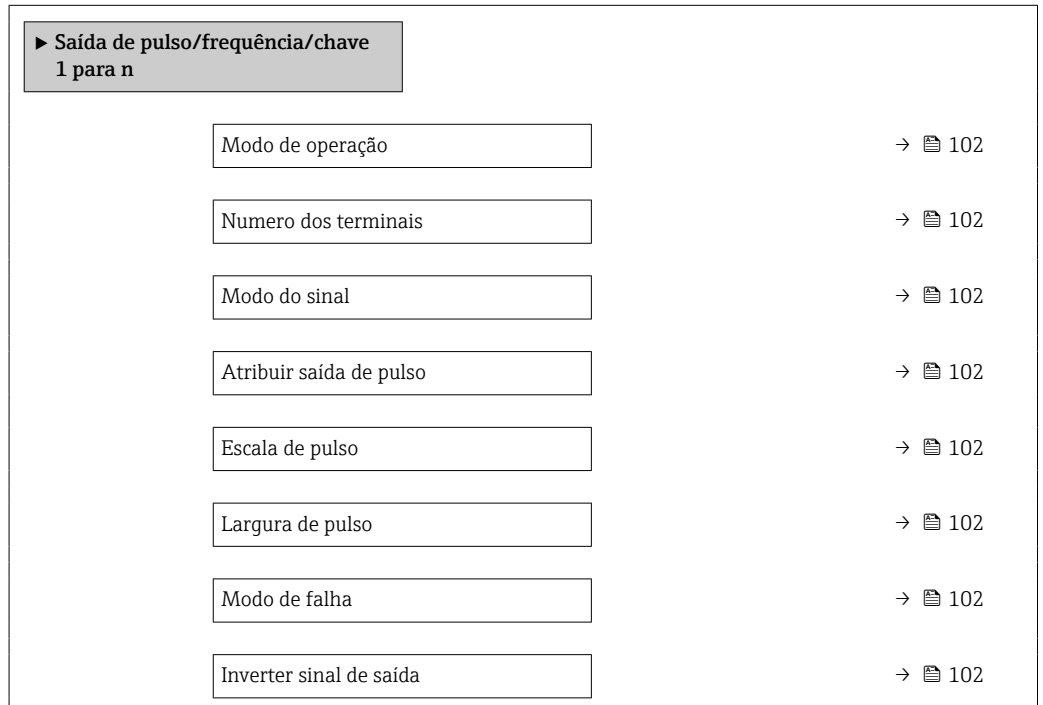 ▶ Saída de pulso/frequência/chave
1 para n
Modo de operação → 102
Numero dos terminais → 102
Modo do sinal → 102
Atribuir saída de pulso → 102
Escala de pulso → 102
Largura de pulso → 102
Modo de falha → 102
Inverter sinal de saída → 102